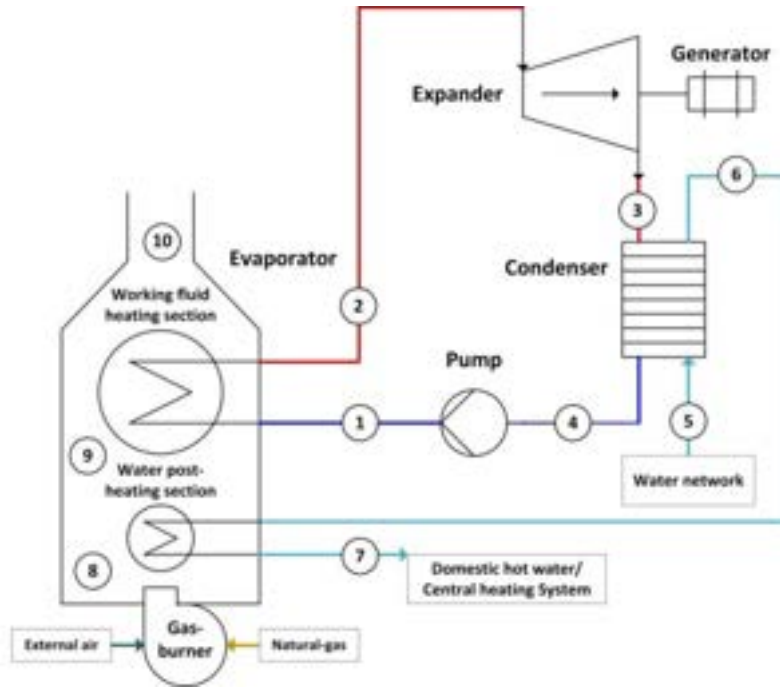 Generator
Expander
6
3
10
Evaporator
Condenser
Working fluid
heating section
2
Pump
1
4
5
9
Water post-
heating section
Water network
8
7
Domestic hot water/
Central heating System
Gas-
burner
External air
Natural-gas